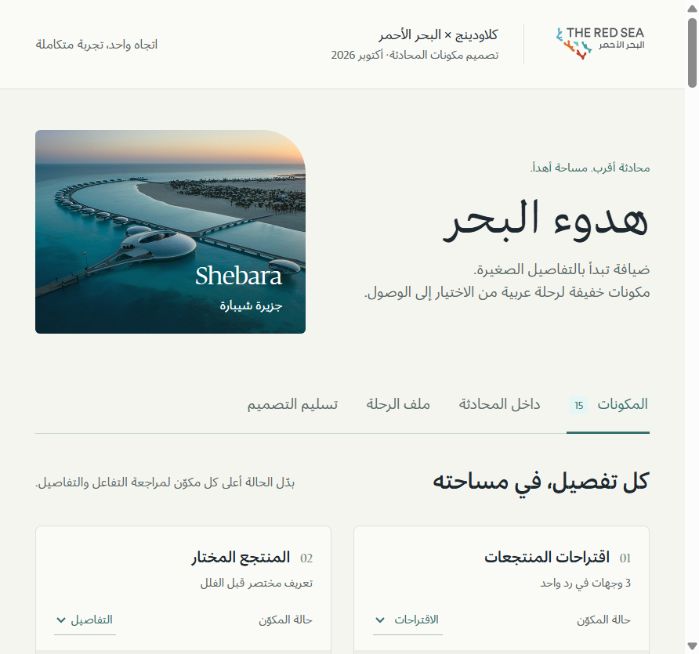 THE RED SEA
البحر الأحمر
كلاودينج × البحر الأحمر
تصميم مكونات المحادثة · أكتوبر 2026
اتجاه واحد، تجربة متكاملة
محادثة أقرب. مساحة أهدأ.
هدوء البحر
ضيافة تبدأ بالتفاصيل الصغيرة.
مكونات خفيفة لرحلة عربية من الاختيار إلى الوصول.
Shebara
جزيرة شيبارة
المكونات 15
داخل المحادثة
ملف الرحلة
تسليم التصميم
كل تفصيل، في مساحته
بدّل الحالة أعلى كل مكوّن لمراجعة التفاعل والتفاصيل.
01 اقتراحات المنتجعات
3 وجهات في رد واحد
حالة المكوّن
الاقتراحات
02 المنتجع المختار
تعريف مختصر قبل الفلل
حالة المكوّن
التفاصيل